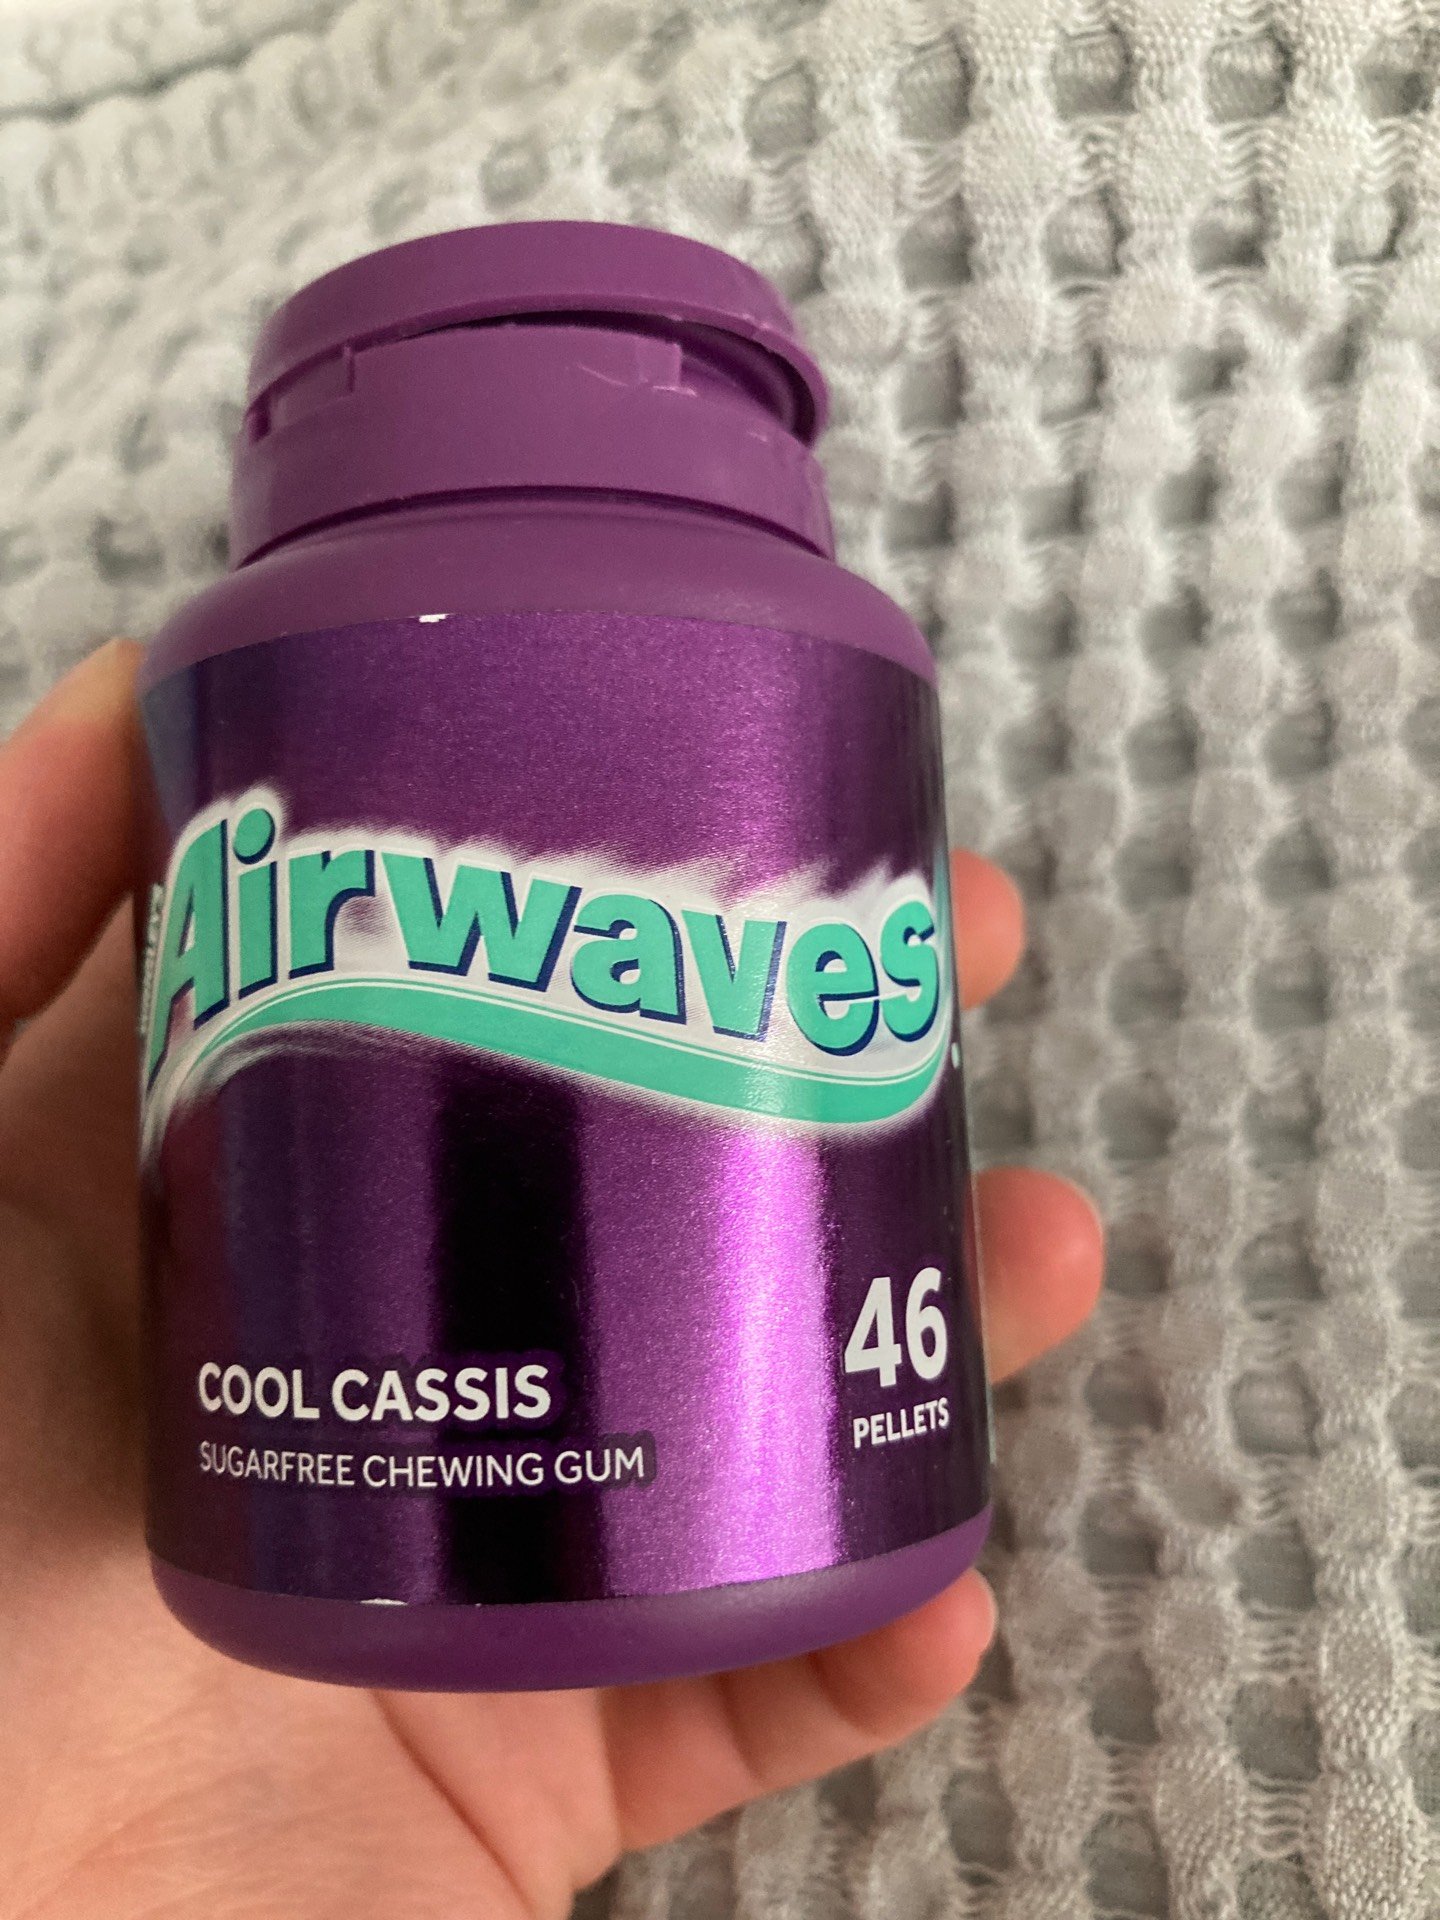 Airwaves
COOL CASSIS
SUGARFREE CHEWING GUM
46
PELLETS